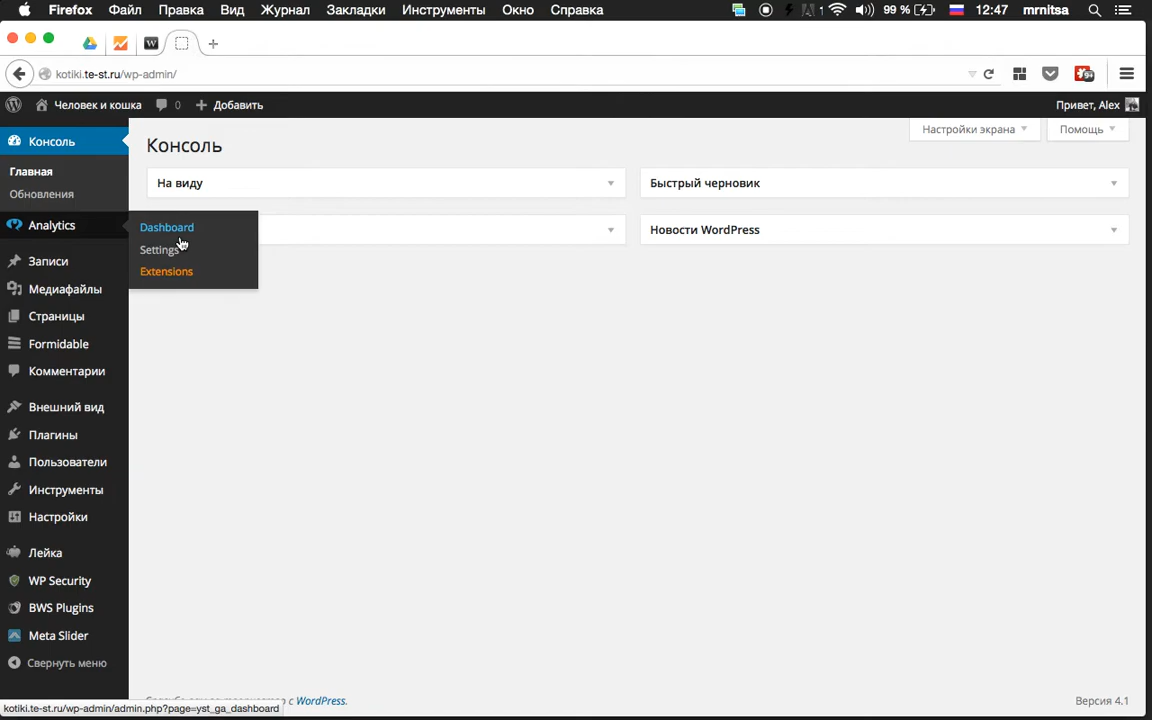 Firefox Файл Правка Вид Журнал Закладки Инструменты Окно Справка 1 99 % 12:47 mrnitsa
kotiki.te-st.ru/wp-admin/
Человек и кошка 0 Добавить Привет, Alex
Настройки экрана Помощь
Консоль
Консоль
Главная
Обновления
На виду
Быстрый черновик
Analytics
Dashboard
Settings
Extensions
Новости WordPress
Записи
Медиафайлы
Страницы
Formidable
Комментарии
Внешний вид
Плагины
Пользователи
Инструменты
Настройки
Лейка
WP Security
BWS Plugins
Meta Slider
Свернуть меню
с WordPress. Версия 4.1
kotiki.te-st.ru/wp-admin/admin.php?page=yst_ga_dashboard